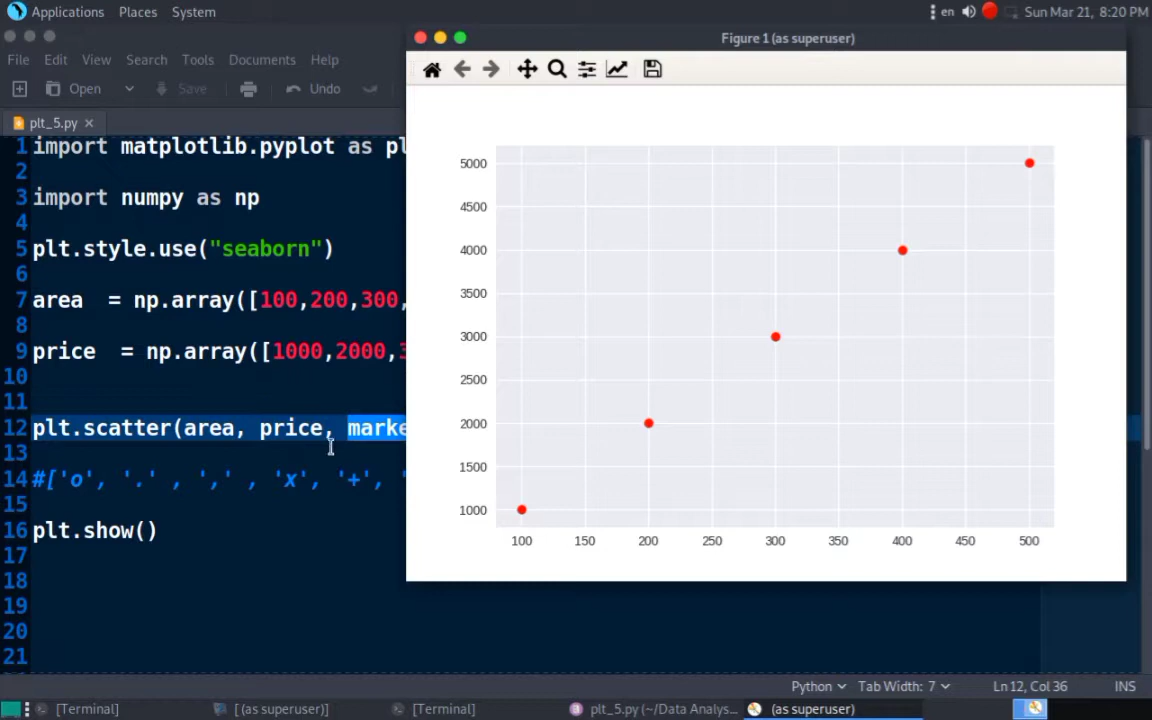 Applications Places System en Sun Mar 21, 8:20 PM
Figure 1 (as superuser)
File Edit View Search Tools Documents Help
Open Save Undo
plt_5.py
1 import matplotlib.pyplot as pl
2
3 import numpy as np
4
5 plt.style.use("seaborn")
6
7 area = np.array([100,200,300,
8
9 price = np.array([1000,2000,3
10
11
12 plt.scatter(area, price, marke
13
14 #['o', '.' , ',' , 'x', '+', '
15
16 plt.show()
17
18
19
20
21
5000
4500
4000
3500
3000
2500
2000
1500
1000
100 150 200 250 300 350 400 450 500
Python Tab Width: 7 Ln 12, Col 36 INS
[Terminal] [ (as superuser)] [Terminal] plt_5.py (~/Data Analys... (as superuser)